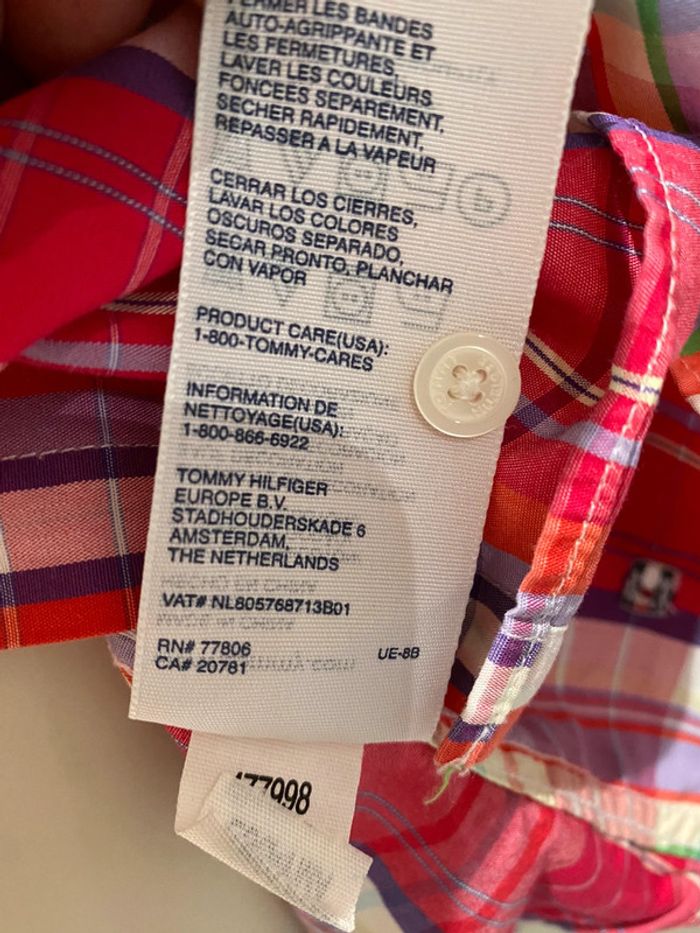 FERMER LES BANDES
AUTO-AGRIPPANTE ET
LES FERMETURES,
LAVER LES COULEURS
FONCEES SEPAREMENT,
SECHER RAPIDEMENT,
REPASSER A LA VAPEUR
CERRAR LOS CIERRES,
LAVAR LOS COLORES
OSCUROS SEPARADO,
SECAR PRONTO, PLANCHAR
CON VAPOR
PRODUCT CARE(USA):
1-800-TOMMY-CARES
INFORMATION DE
NETTOYAGE(USA):
1-800-866-6922
TOMMY HILFIGER
EUROPE B.V.
STADHOUDERSKADE 6
AMSTERDAM,
THE NETHERLANDS
VAT# NL805768713B01
RN# 77806
CA# 20781
UE-8B
77998